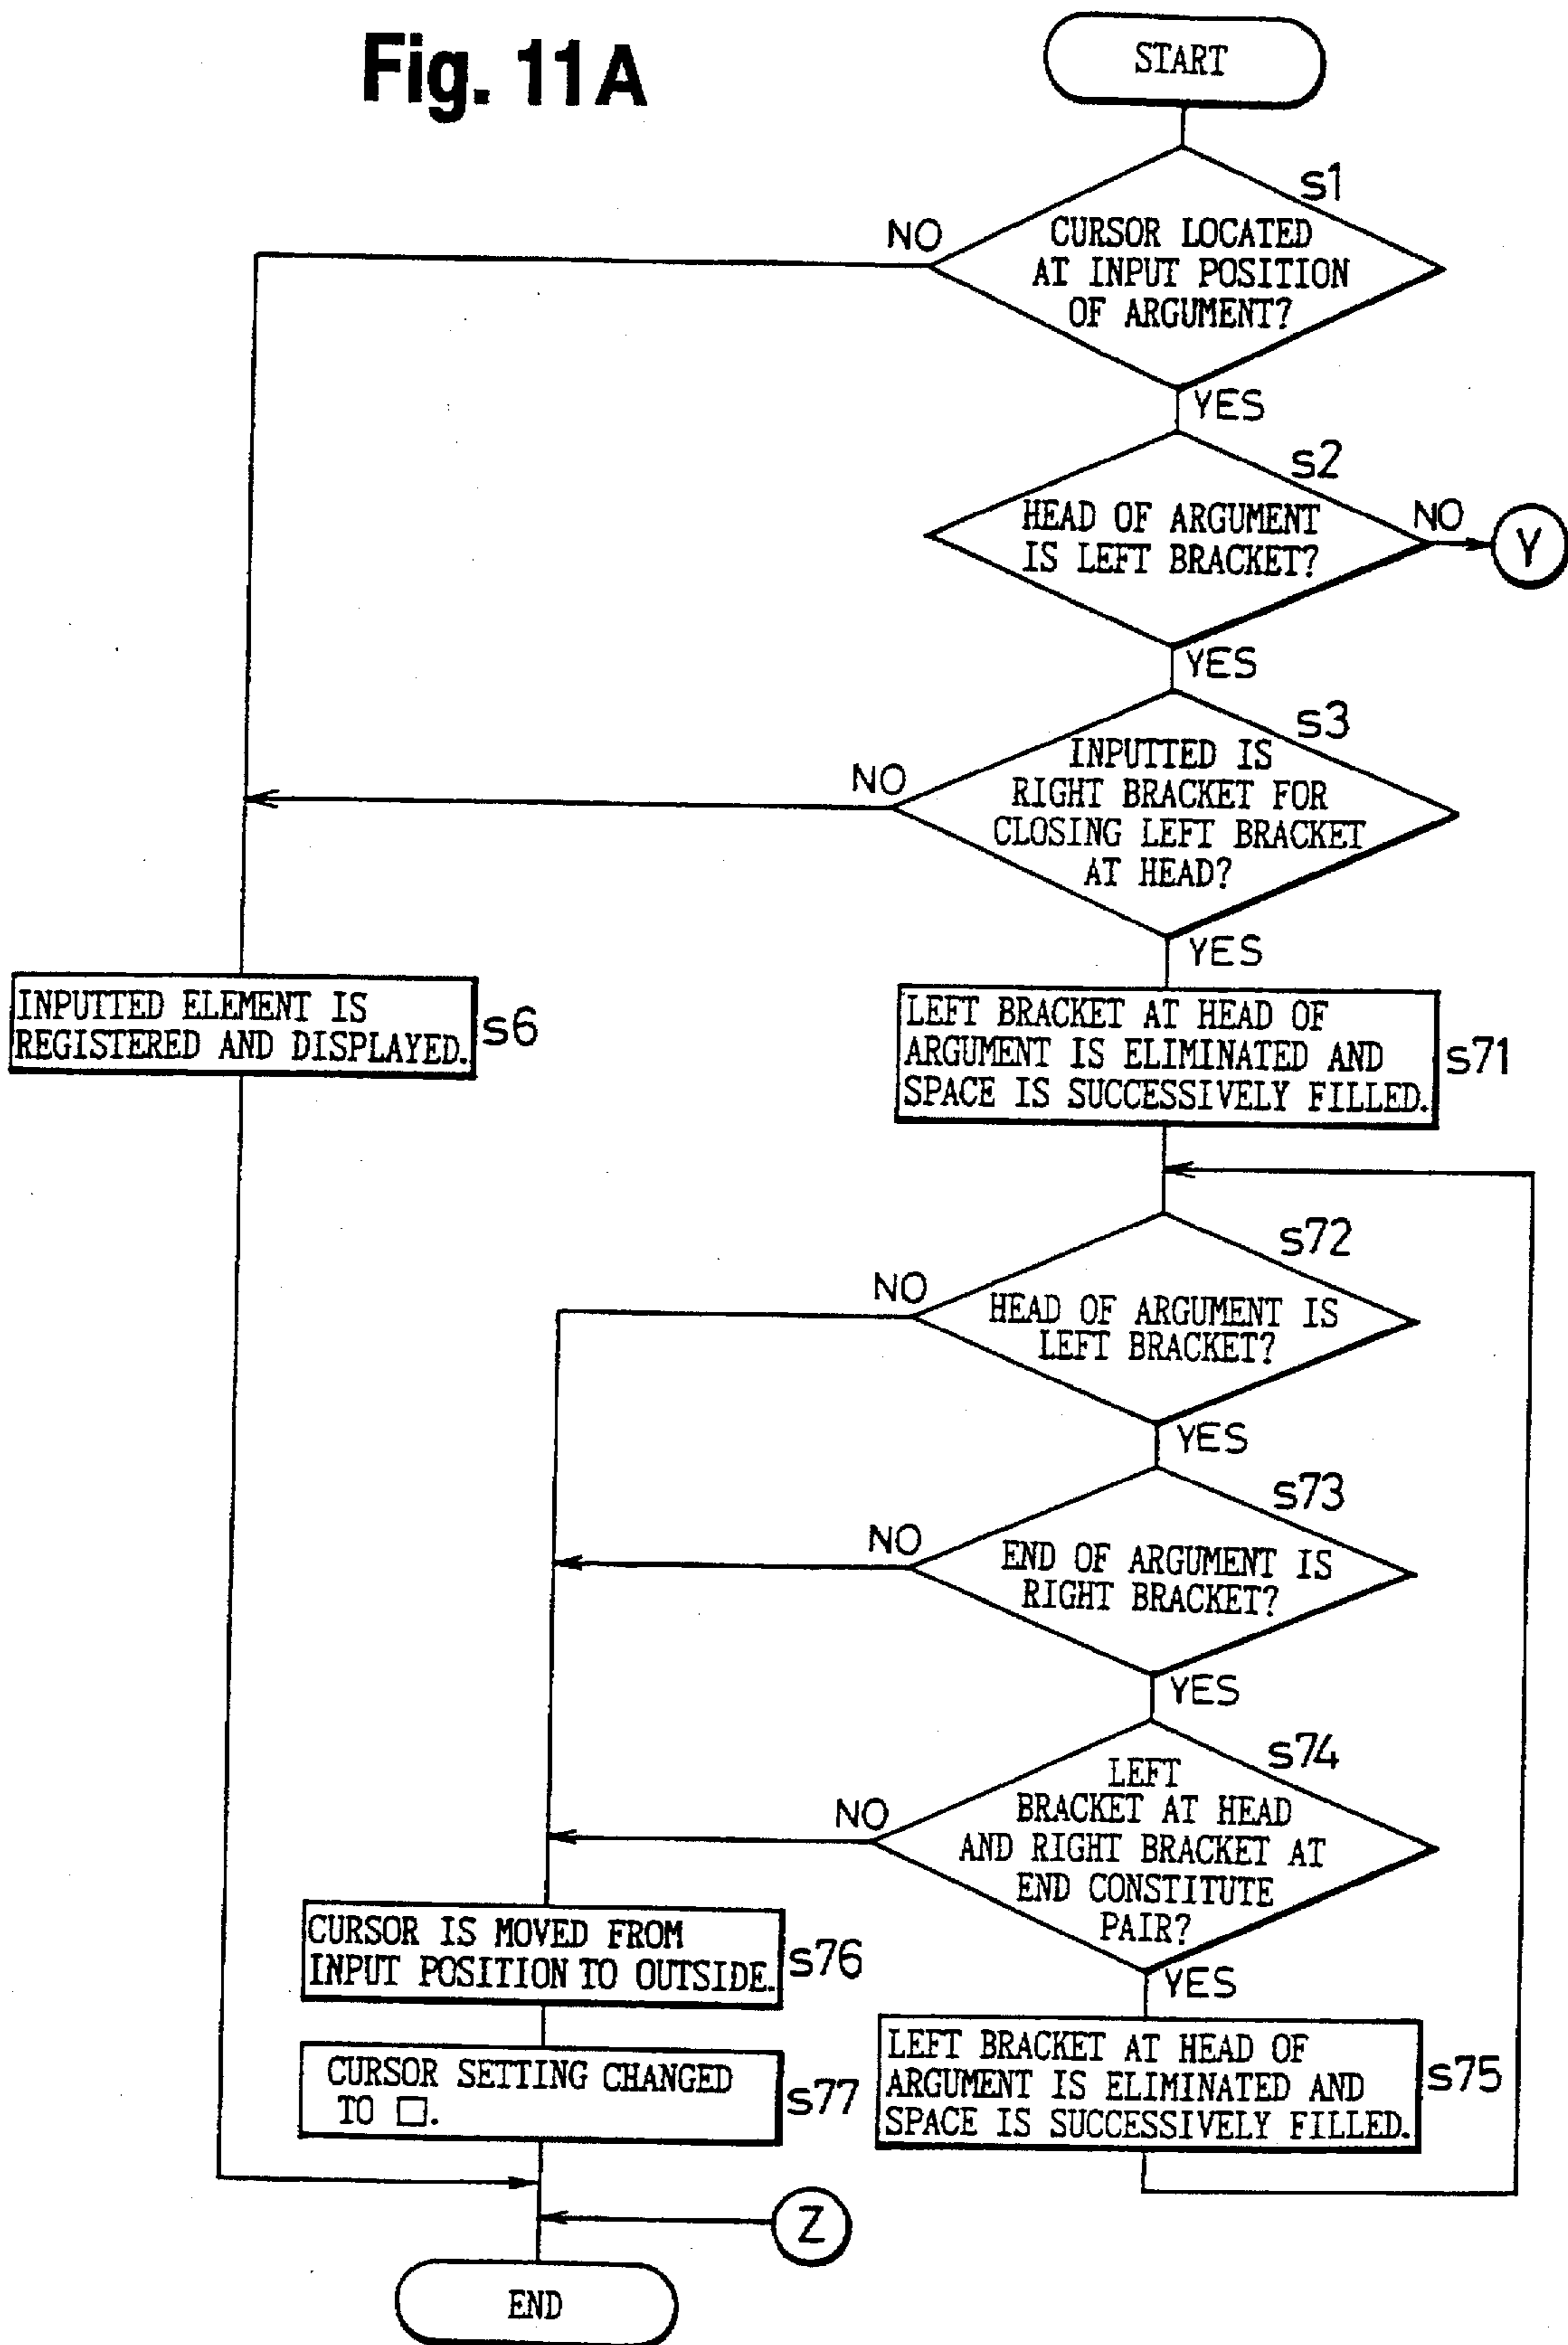 Fig. 11A
START
s1
NO
CURSOR LOCATED
AT INPUT POSITION
OF ARGUMENT?
YES
s2
HEAD OF ARGUMENT
IS LEFT BRACKET?
NO
Y
YES
s3
NO
INPUTTED IS
RIGHT BRACKET FOR
CLOSING LEFT BRACKET
AT HEAD?
YES
INPUTTED ELEMENT IS
REGISTERED AND DISPLAYED.
s6
LEFT BRACKET AT HEAD OF
ARGUMENT IS ELIMINATED AND
SPACE IS SUCCESSIVELY FILLED.
s71
s72
NO
HEAD OF ARGUMENT IS
LEFT BRACKET?
YES
s73
NO
END OF ARGUMENT IS
RIGHT BRACKET?
YES
s74
NO
LEFT
BRACKET AT HEAD
AND RIGHT BRACKET AT
END CONSTITUTE
PAIR?
YES
CURSOR IS MOVED FROM
INPUT POSITION TO OUTSIDE.
s76
CURSOR SETTING CHANGED
TO □.
s77
LEFT BRACKET AT HEAD OF
ARGUMENT IS ELIMINATED AND
SPACE IS SUCCESSIVELY FILLED.
s75
Z
END